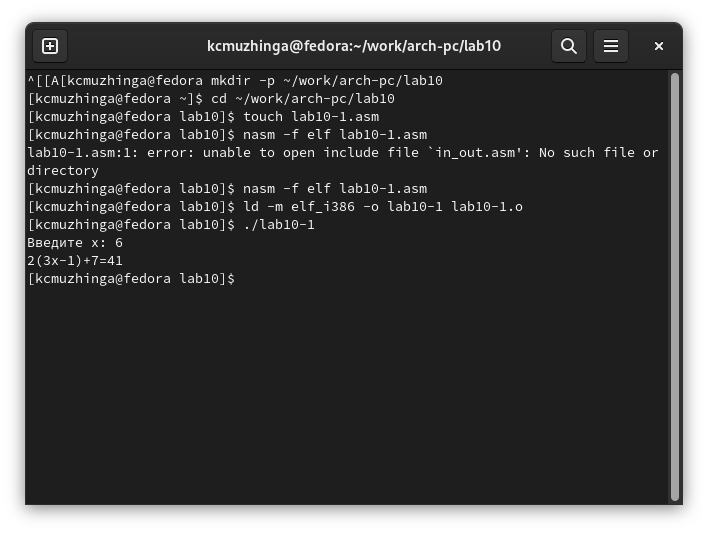 kcmuzhinga@fedora:~/work/arch-pc/lab10
^[[A[kcmuzhinga@fedora mkdir -p ~/work/arch-pc/lab10
[kcmuzhinga@fedora ~]$ cd ~/work/arch-pc/lab10
[kcmuzhinga@fedora lab10]$ touch lab10-1.asm
[kcmuzhinga@fedora lab10]$ nasm -f elf lab10-1.asm
lab10-1.asm:1: error: unable to open include file `in_out.asm': No such file or
directory
[kcmuzhinga@fedora lab10]$ nasm -f elf lab10-1.asm
[kcmuzhinga@fedora lab10]$ ld -m elf_i386 -o lab10-1 lab10-1.o
[kcmuzhinga@fedora lab10]$ ./lab10-1
Введите x: 6
2(3x-1)+7=41
[kcmuzhinga@fedora lab10]$